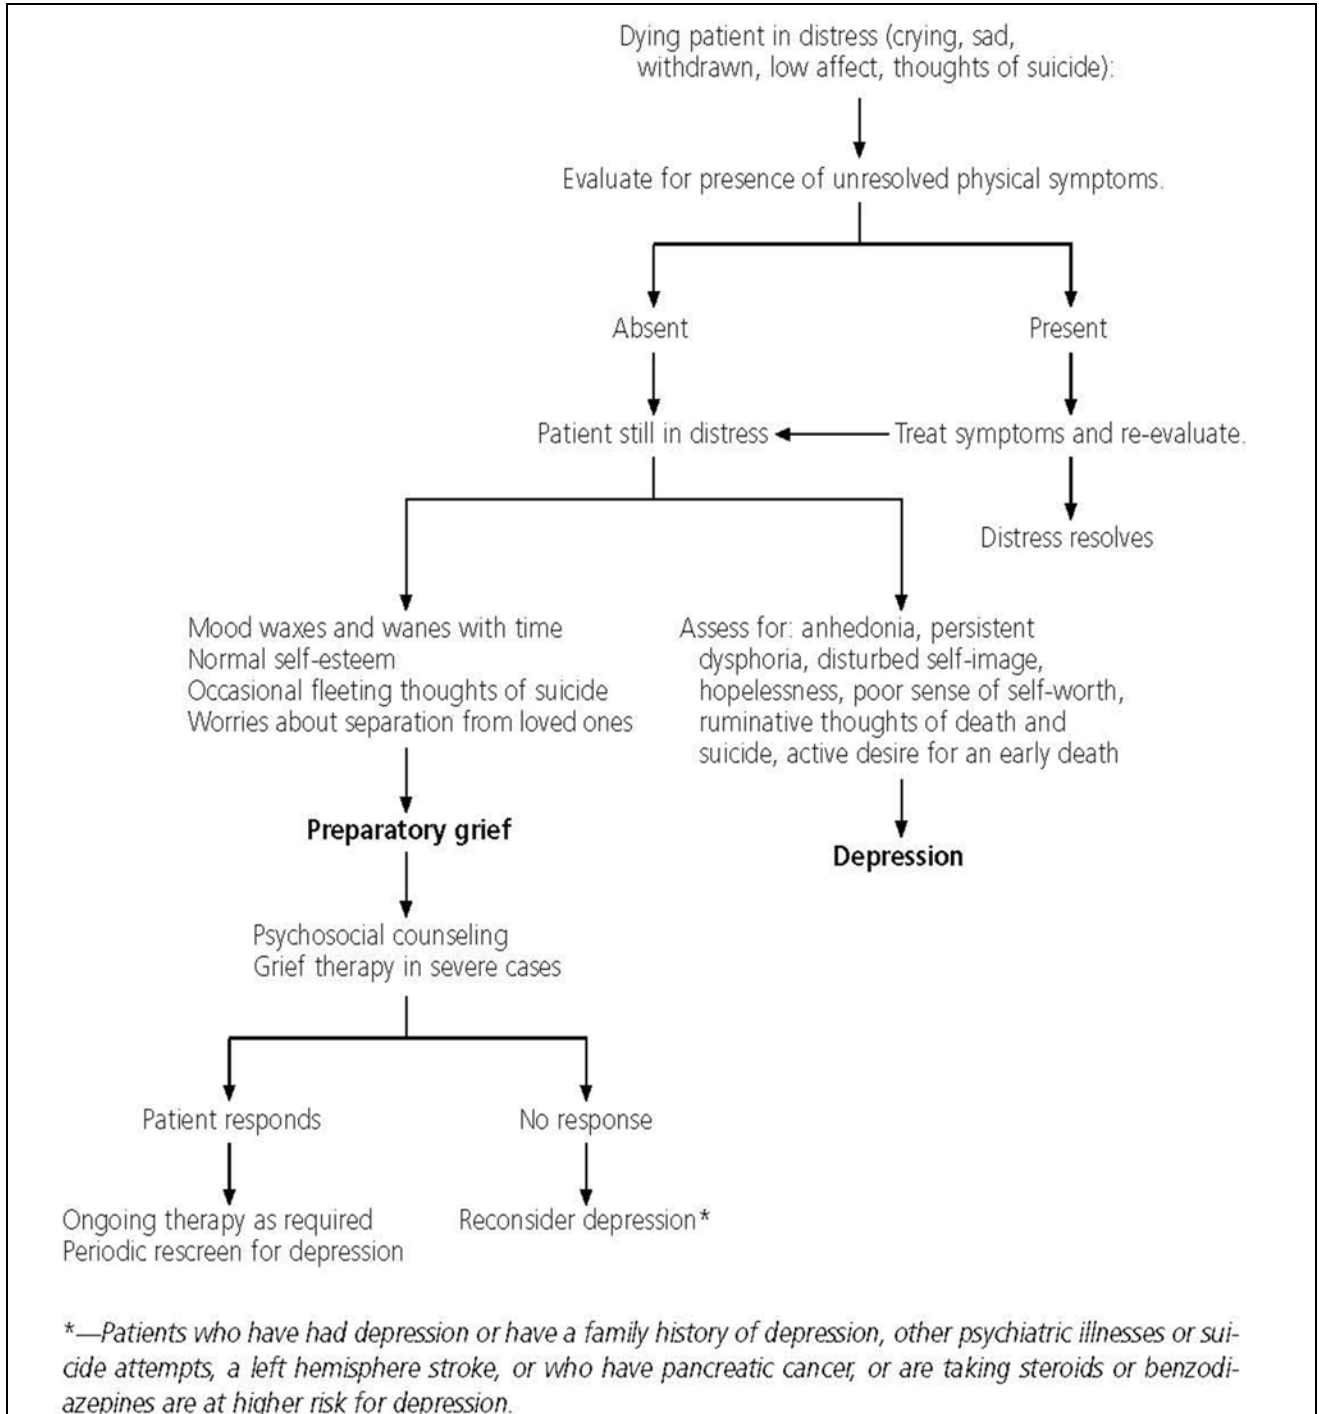 Dying patient in distress (crying, sad,
withdrawn, low affect, thoughts of suicide):
Evaluate for presence of unresolved physical symptoms.
Absent
Present
Patient still in distress
Treat symptoms and re-evaluate.
Distress resolves
Mood waxes and wanes with time
Normal self-esteem
Occasional fleeting thoughts of suicide
Worries about separation from loved ones
Assess for: anhedonia, persistent
dysphoria, disturbed self-image,
hopelessness, poor sense of self-worth,
ruminative thoughts of death and
suicide, active desire for an early death
Preparatory grief
Depression
Psychosocial counseling
Grief therapy in severe cases
Patient responds
No response
Ongoing therapy as required
Periodic rescreen for depression
Reconsider depression*
*—Patients who have had depression or have a family history of depression, other psychiatric illnesses or sui-
cide attempts, a left hemisphere stroke, or who have pancreatic cancer, or are taking steroids or benzodi-
azepines are at higher risk for depression.